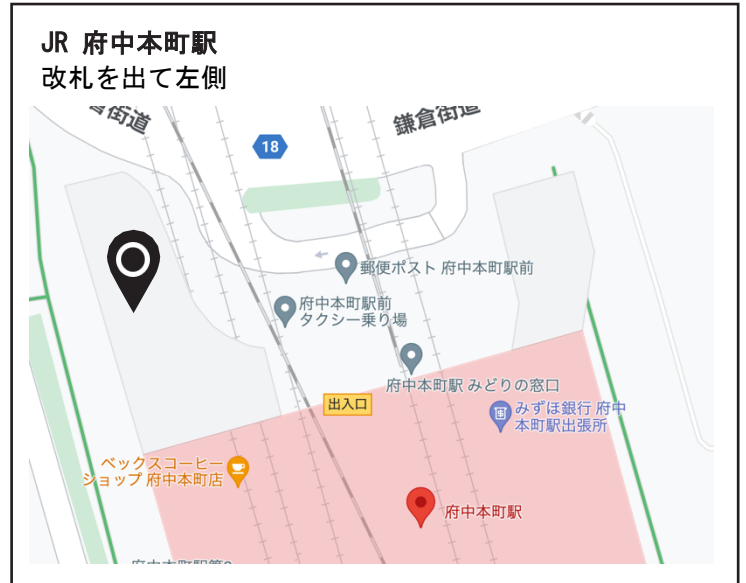 JR 府中本町駅
改札を出て左側
街道
鎌倉街道
18
郵便ポスト 府中本町駅前
府中本町駅前
タクシー乗り場
府中本町駅 みどりの窓口
出入口
みずほ銀行 府中
本町駅出張所
ベックスコーヒー
ショップ 府中本町店
府中本町駅